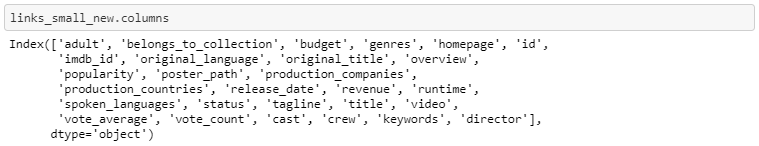 links_small_new.columns
Index(['adult', 'belongs_to_collection', 'budget', 'genres', 'homepage', 'id',
'imdb_id', 'original_language', 'original_title', 'overview',
'popularity', 'poster_path', 'production_companies',
'production_countries', 'release_date', 'revenue', 'runtime',
'spoken_languages', 'status', 'tagline', 'title', 'video',
'vote_average', 'vote_count', 'cast', 'crew', 'keywords', 'director'],
dtype='object')